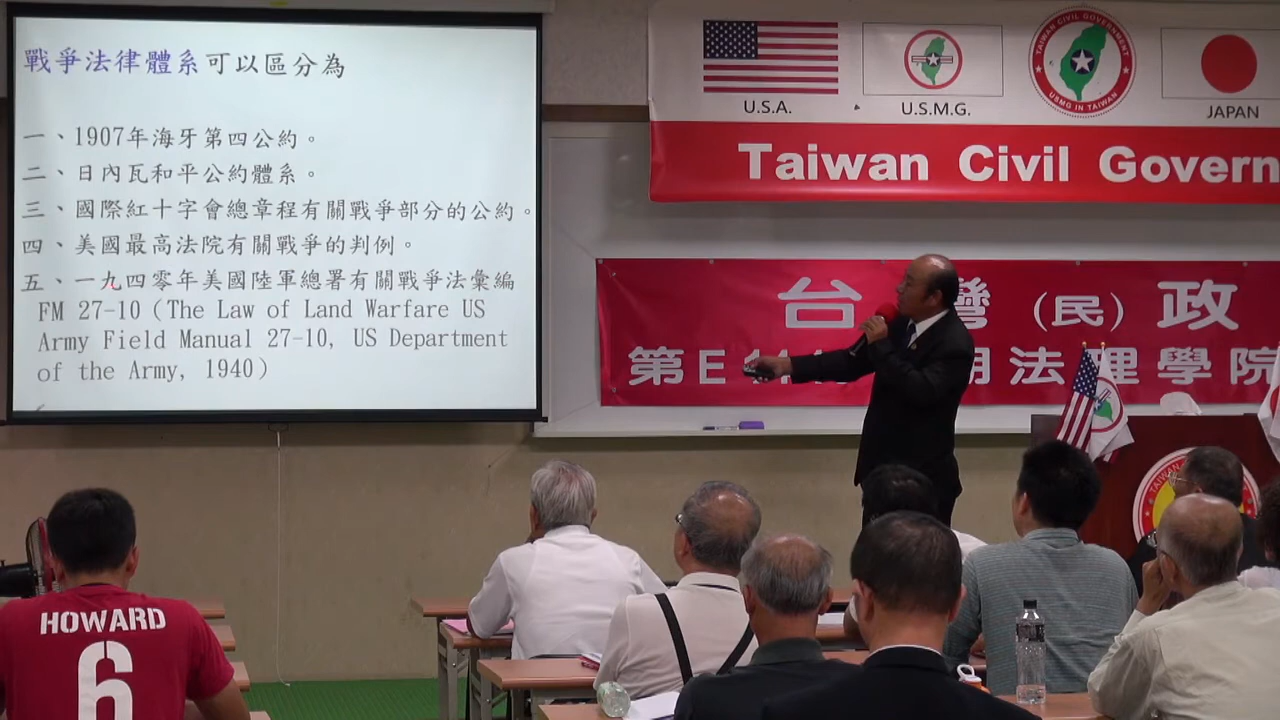 戰爭法律體系可以區分為
一、1907年海牙第四公約。
二、日內瓦和平公約體系。
三、國際紅十字會總章程有關戰爭部分的公約。
四、美國最高法院有關戰爭的判例。
五、一九四零年美國陸軍總署有關戰爭法彙編
FM 27-10（The Law of Land Warfare US
Army Field Manual 27-10, US Department
of the Army, 1940）
U.S.A.
U.S.M.G.
TAIWAN CIVIL GOVERNMENT
USMG IN TAIWAN
JAPAN
Taiwan Civil Govern
台灣（民）政
第E 期法理學院
HOWARD
6
TAIWAN